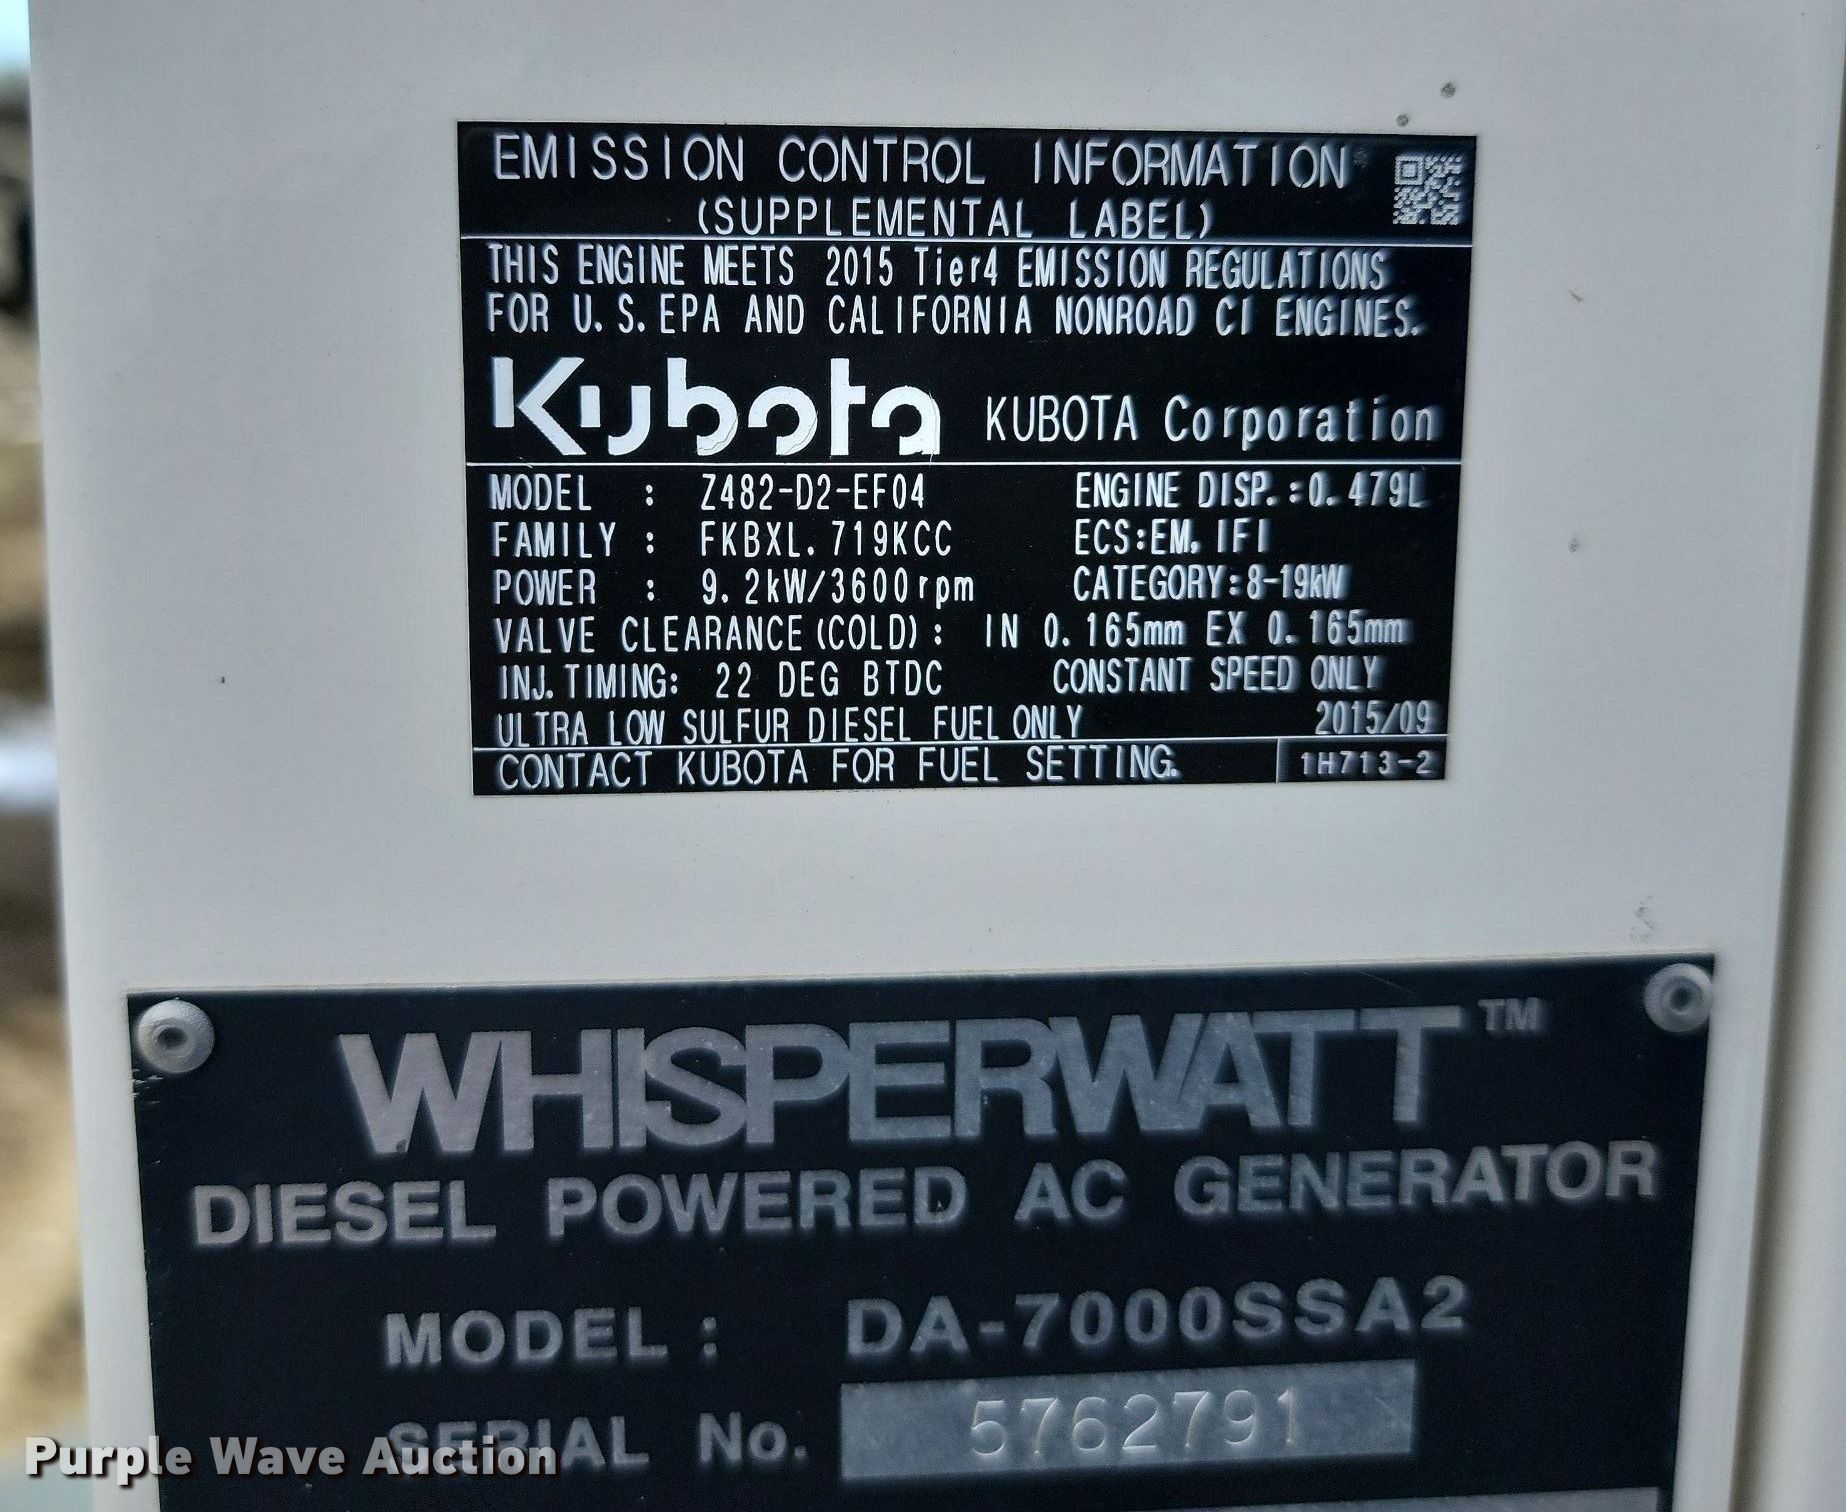 EMISSION CONTROL INFORMATION
(SUPPLEMENTAL LABEL)
THIS ENGINE MEETS 2015 Tier4 EMISSION REGULATIONS
FOR U.S.EPA AND CALIFORNIA NONROAD CI ENGINES.
Kubota KUBOTA Corporation
MODEL : Z482-D2-EF04 ENGINE DISP.:0.479L
FAMILY : FKBXL.719KCC ECS:EM, IFI
POWER : 9.2kW/3600rpm CATEGORY:8-19kW
VALVE CLEARANCE(COLD): IN 0.165mm EX 0.165mm
INJ.TIMING: 22 DEG BTDC CONSTANT SPEED ONLY
ULTRA LOW SULFUR DIESEL FUEL ONLY 2015/09
CONTACT KUBOTA FOR FUEL SETTING. 1H713-2
WHISPERWATT™
DIESEL POWERED AC GENERATOR
MODEL : DA-7000SSA2
SERIAL No. 5762791
Purple Wave Auction